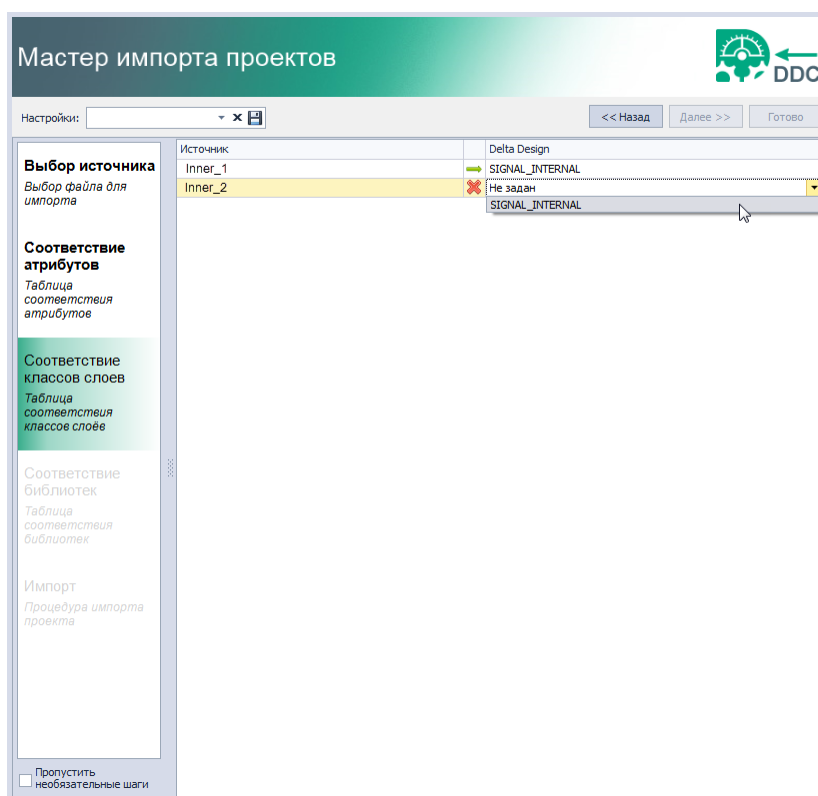 Мастер импорта проектов
DDC
Настройки:
<< Назад
Далее >>
Готово
Выбор источника
Выбор файла для
импорта
Соответствие
атрибутов
Таблица
соответствия
атрибутов
Соответствие
классов слоев
Таблица
соответствия
классов слоёв
Соответствие
библиотек
Таблица
соответствия
библиотек
Импорт
Процедура импорта
проекта
Пропустить
необязательные шаги
Источник Delta Design
Inner_1 SIGNAL_INTERNAL
Inner_2 Не задан
SIGNAL_INTERNAL